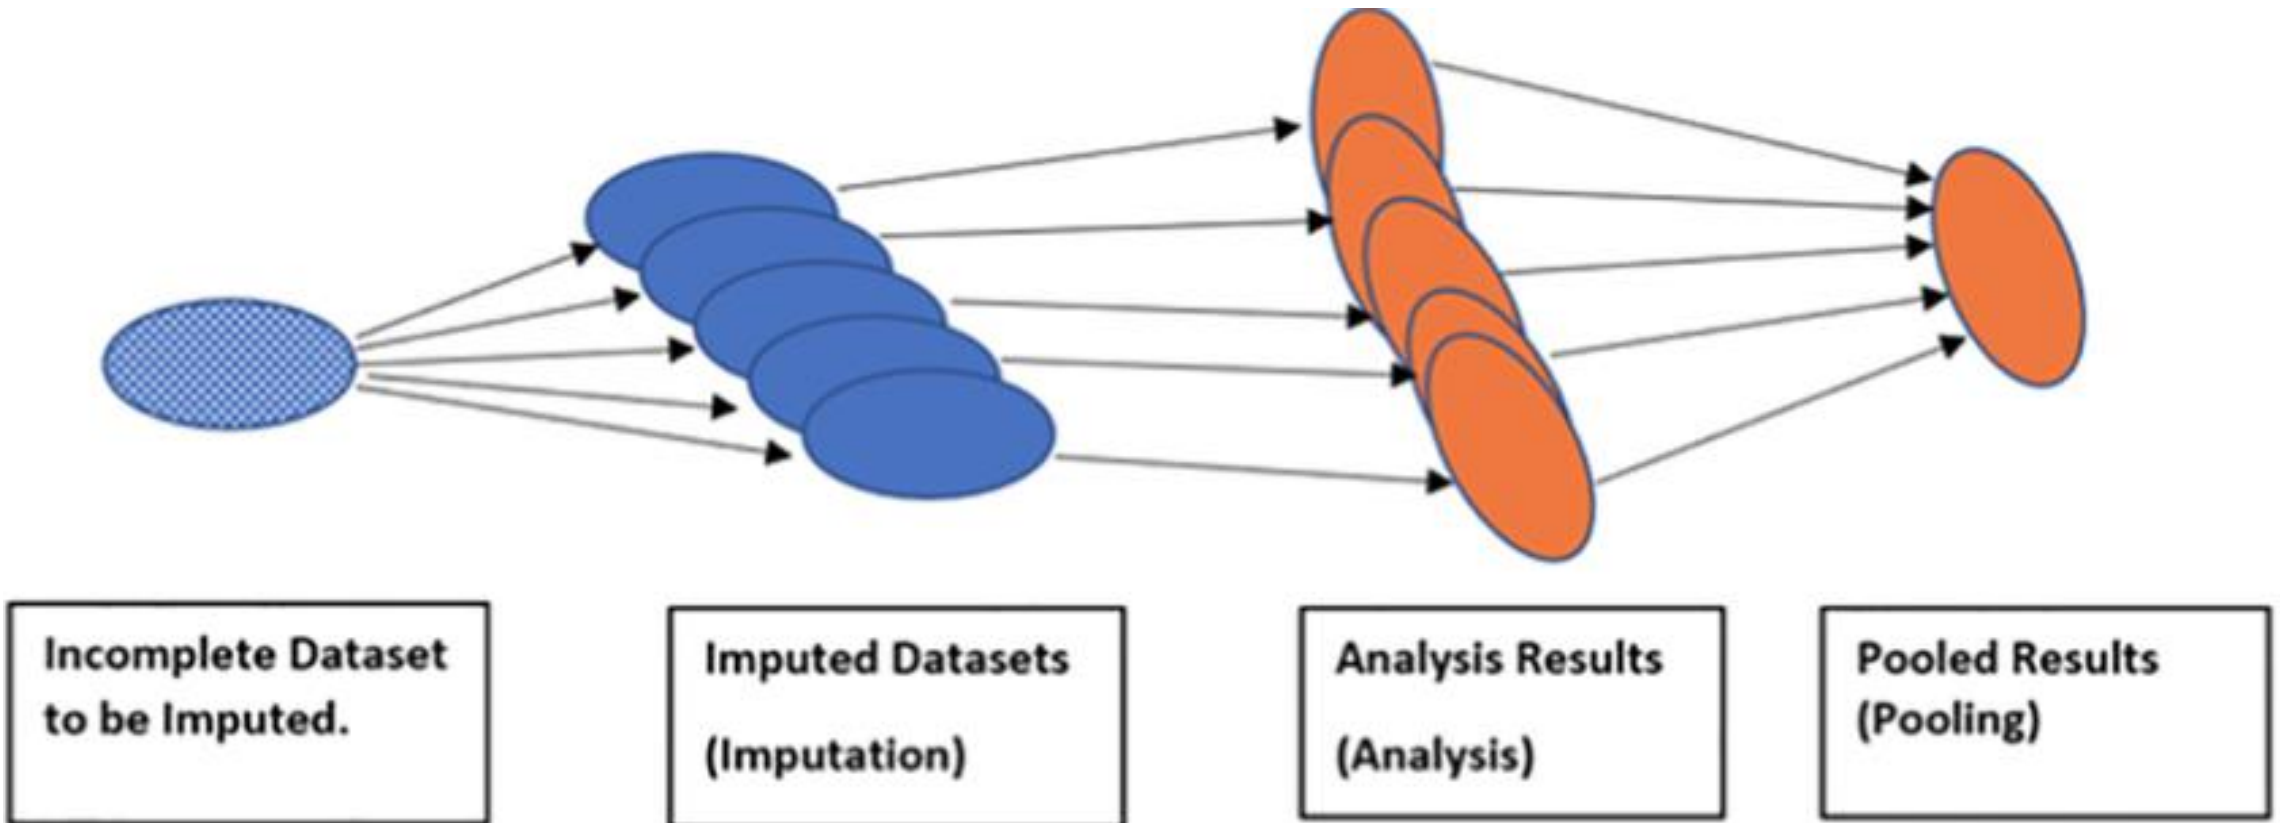 Incomplete Dataset
to be Imputed.
Imputed Datasets
(Imputation)
Analysis Results
(Analysis)
Pooled Results
(Pooling)